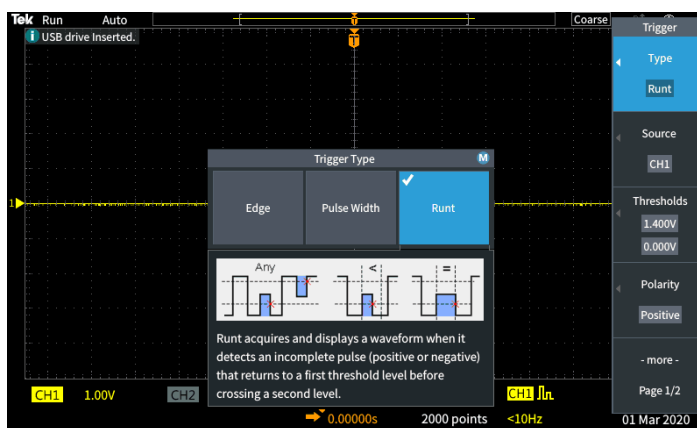 Tek Run Auto Coarse
USB drive Inserted.
Trigger
Type
Runt
Source
CH1
Thresholds
1.400V
0.000V
Polarity
Positive
- more -
Page 1/2
Trigger Type M
Edge Pulse Width Runt
Any < =
Runt acquires and displays a waveform when it
detects an incomplete pulse (positive or negative)
that returns to a first threshold level before
crossing a second level.
1
CH1 1.00V CH2 CH1
0.00000s 2000 points <10Hz 01 Mar 2020